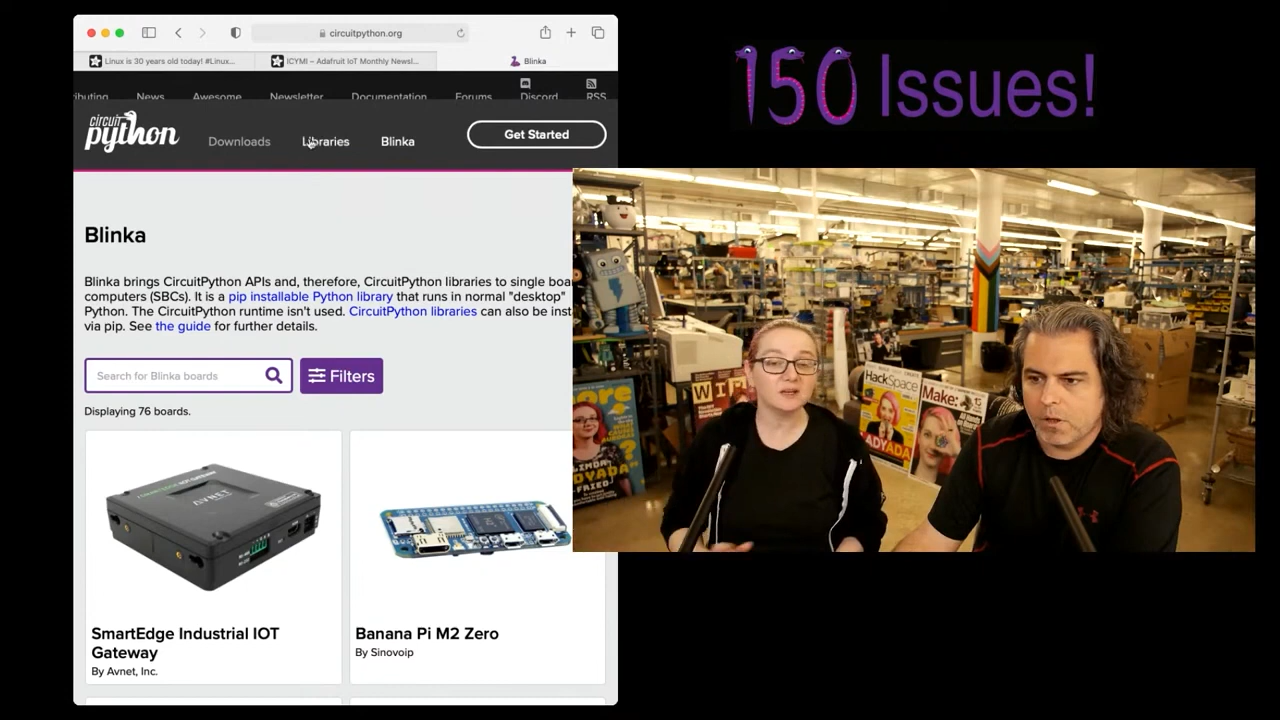 circuitpython.org
Linux is 30 years old today! #Linux...
ICYMI – Adafruit IoT Monthly Newsl...
Blinka
ributing News Awesome Newsletter Documentation Forums Discord RSS
circuit python
Downloads Libraries Blinka Get Started
Blinka
Blinka brings CircuitPython APIs and, therefore, CircuitPython libraries to single boa
computers (SBCs). It is a pip installable Python library that runs in normal "desktop"
Python. The CircuitPython runtime isn't used. CircuitPython libraries can also be inst
via pip. See the guide for further details.
Search for Blinka boards
Filters
Displaying 76 boards.
AVNET
SmartEdge Industrial IOT
Gateway
By Avnet, Inc.
Banana Pi M2 Zero
By Sinovoip
150 Issues!
WIRED
HackSpace
LADYADA
Make:
LIMOR
LADYADA
FRIED